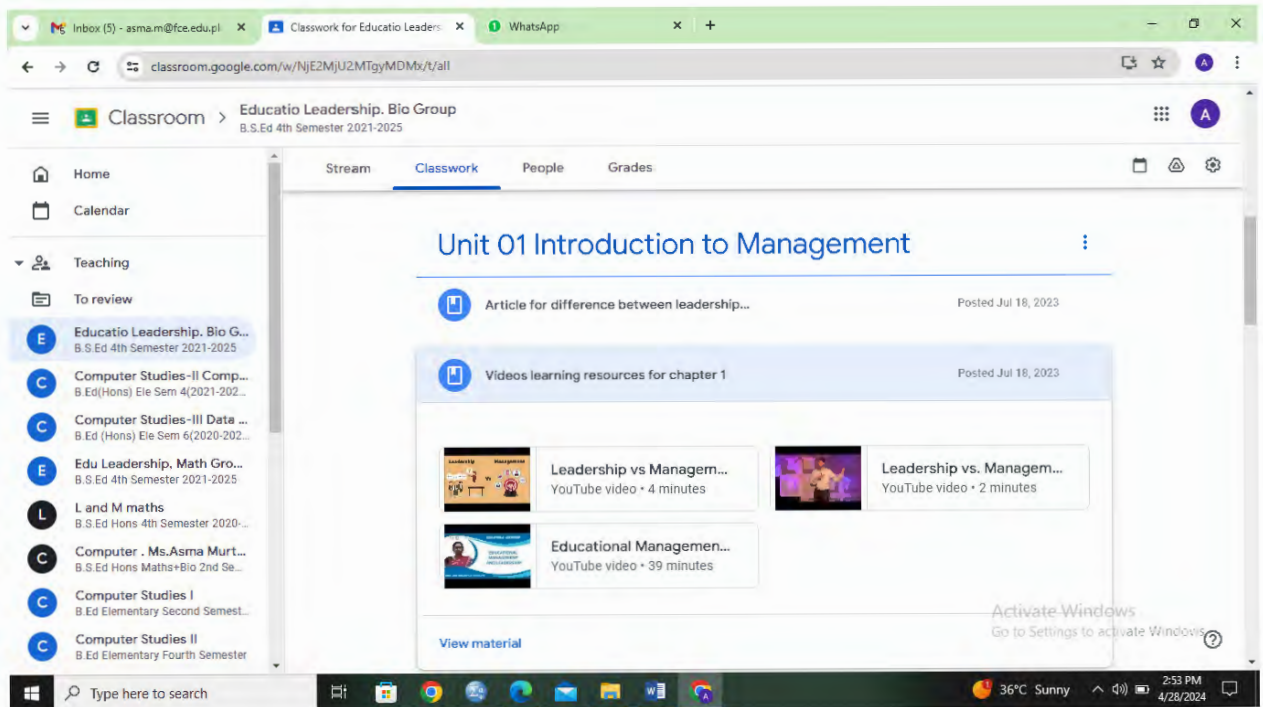 Inbox (5) - asma.m@fce.edu.pl
Classwork for Educatio Leaders
WhatsApp
classroom.google.com/w/NjE2MjU2MTgyMDMx/t/all
Classroom > Educatio Leadership. Bio Group
B.S.Ed 4th Semester 2021-2025
A
A
Home
Calendar
Teaching
To review
E Educatio Leadership. Bio G...
B.S.Ed 4th Semester 2021-2025
C Computer Studies-II Comp...
B.Ed(Hons) Ele Sem 4(2021-202...
C Computer Studies-III Data ...
B.Ed (Hons) Ele Sem 6(2020-202...
E Edu Leadership, Math Gro...
B.S.Ed 4th Semester 2021-2025
L L and M maths
B.S.Ed Hons 4th Semester 2020-...
C Computer . Ms.Asma Murt...
B.S.Ed Hons Maths+Bio 2nd Se...
C Computer Studies I
B.Ed Elementary Second Semest...
C Computer Studies II
B.Ed Elementary Fourth Semester
Stream Classwork People Grades
Unit 01 Introduction to Management
Article for difference between leadership... Posted Jul 18, 2023
Videos learning resources for chapter 1 Posted Jul 18, 2023
Leadership vs Managem...
YouTube video • 4 minutes
Leadership vs. Managem...
YouTube video • 2 minutes
Educational Managemen...
YouTube video • 39 minutes
View material
Activate Windows
Go to Settings to activate Windows.
Type here to search
36°C Sunny
2:53 PM
4/28/2024